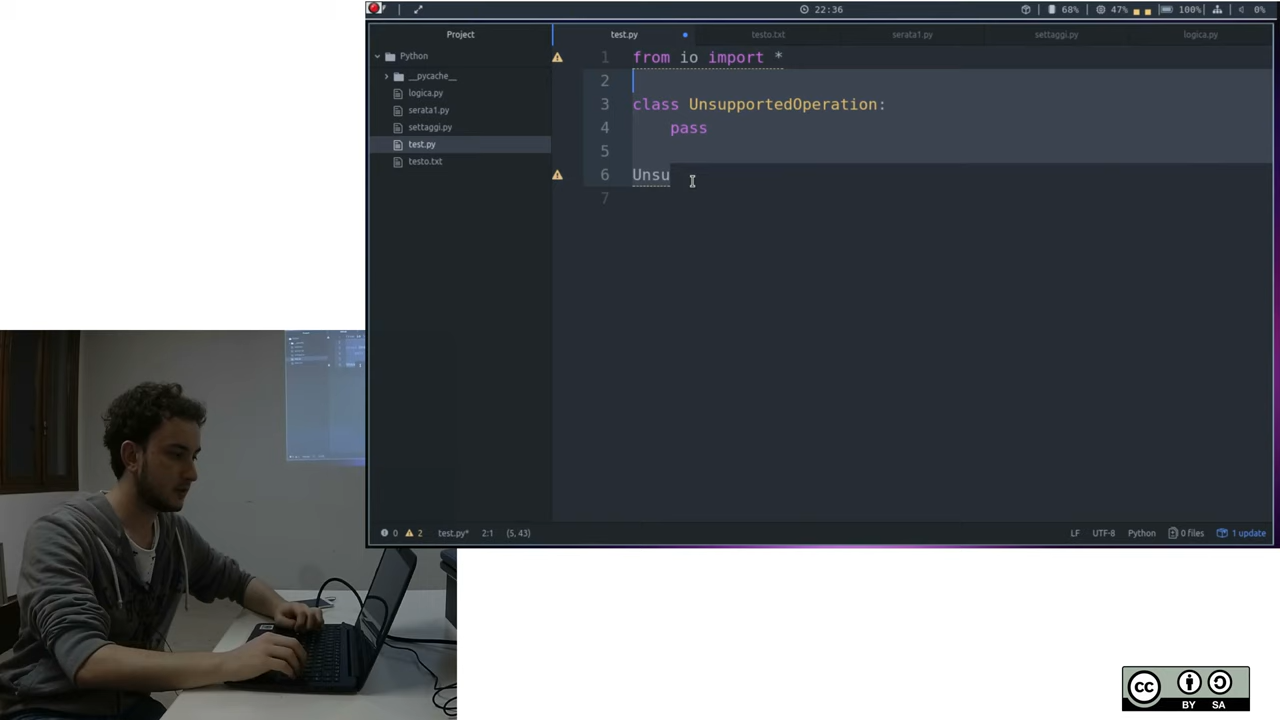 22:36
68%
47%
100%
0%
Project
test.py
testo.txt
serata1.py
settaggi.py
logica.py
Python
__pycache__
logica.py
serata1.py
settaggi.py
test.py
testo.txt
1 from io import *
2
3 class UnsupportedOperation:
4 pass
5
6 Unsu
7
0 2 test.py* 2:1 (5, 43)
LF UTF-8 Python 0 files 1 update
cc BY SA